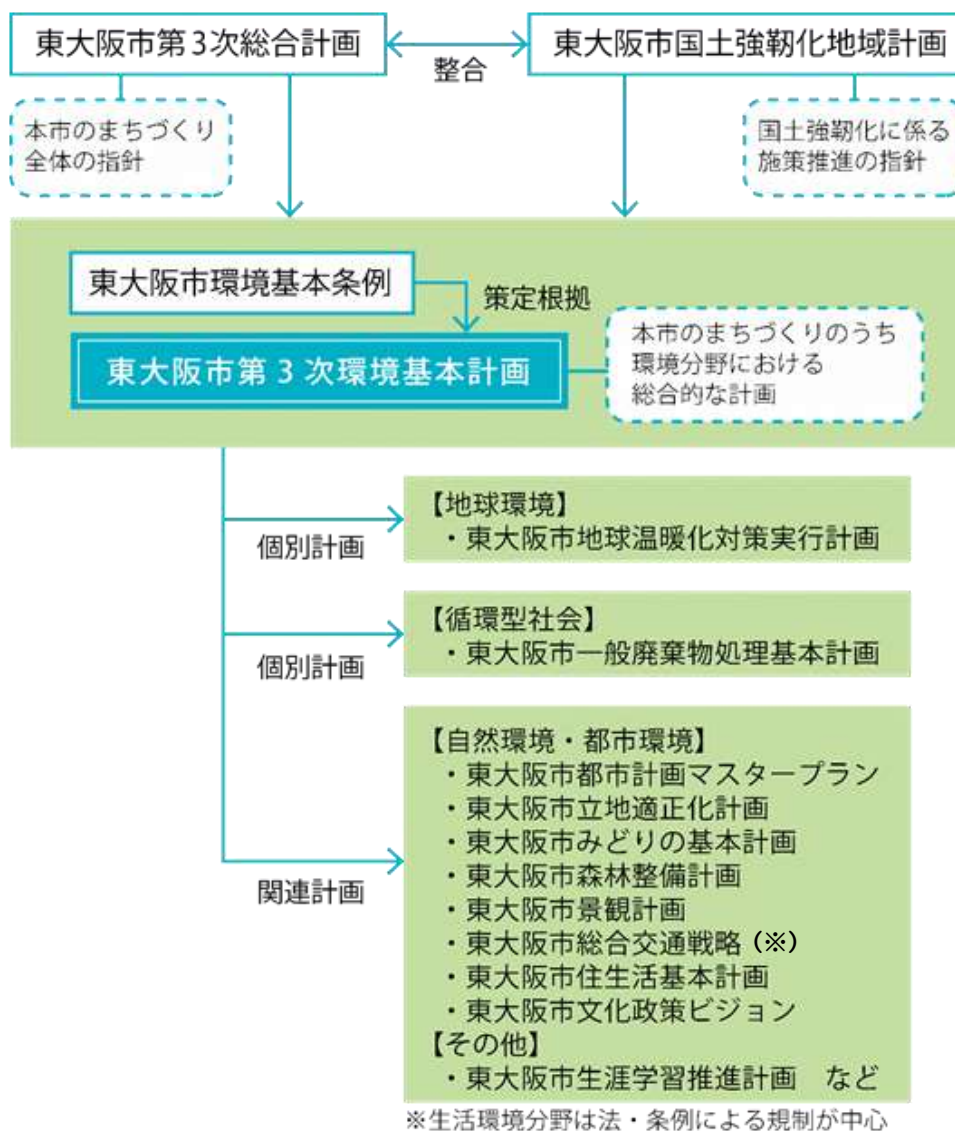 東大阪市第3次総合計画
整合
東大阪市国土強靭化地域計画
本市のまちづくり
全体の指針
国土強靭化に係る
施策推進の指針
東大阪市環境基本条例
策定根拠
東大阪市第3次環境基本計画
本市のまちづくりのうち
環境分野における
総合的な計画
個別計画
【地球環境】
・東大阪市地球温暖化対策実行計画
個別計画
【循環型社会】
・東大阪市一般廃棄物処理基本計画
関連計画
【自然環境・都市環境】
・東大阪市都市計画マスタープラン
・東大阪市立地適正化計画
・東大阪市みどりの基本計画
・東大阪市森林整備計画
・東大阪市景観計画
・東大阪市総合交通戦略（※）
・東大阪市住生活基本計画
・東大阪市文化政策ビジョン
【その他】
・東大阪市生涯学習推進計画　など
※生活環境分野は法・条例による規制が中心